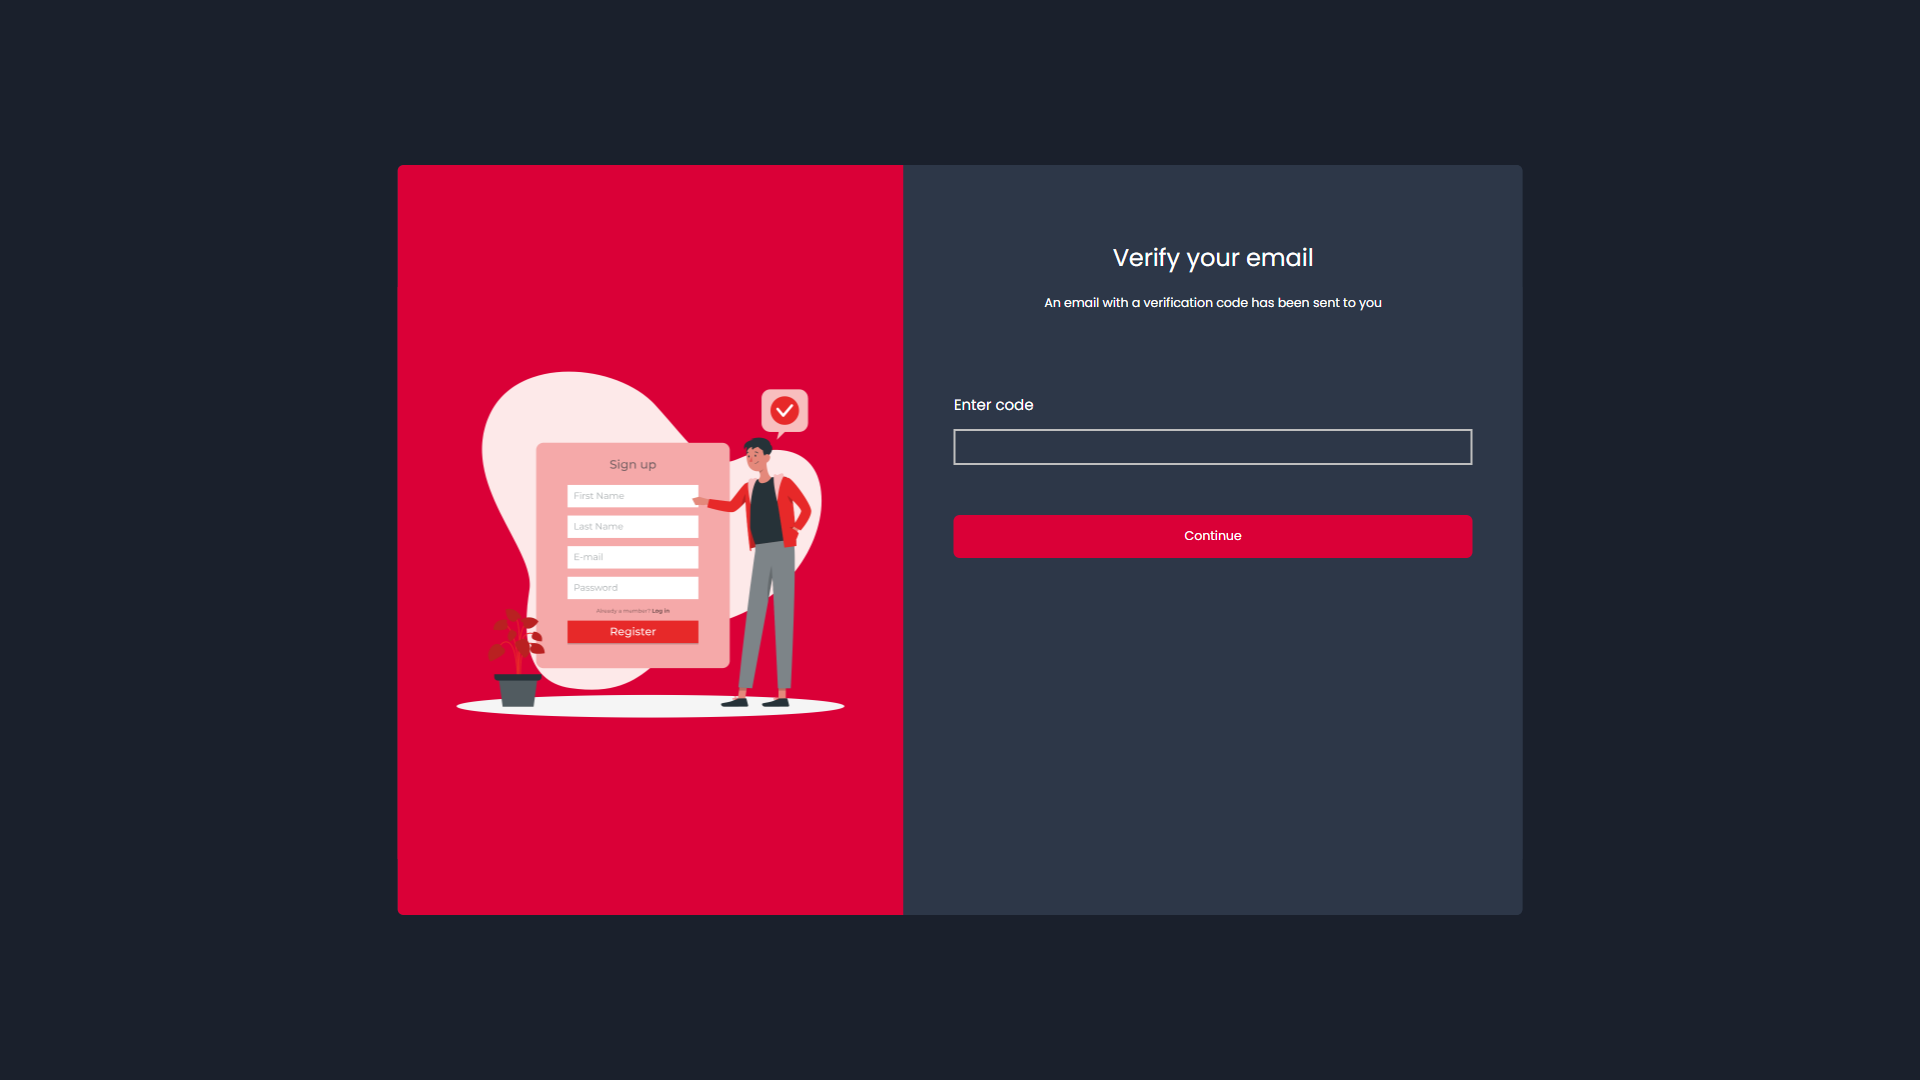 Verify your email
An email with a verification code has been sent to you
Enter code
Continue
Sign up
First Name
Last Name
E-mail
Password
Already a member? Log in
Register